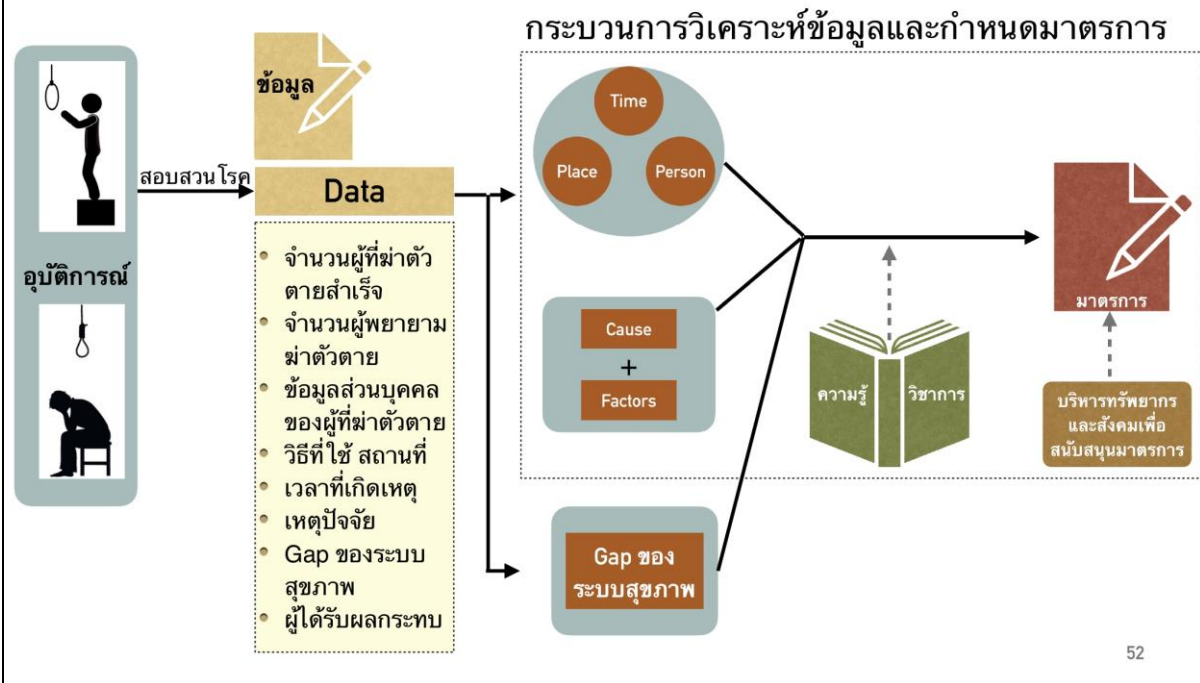 กระบวนการวิเคราะห์ข้อมูลและกำหนดมาตรการ
อุบัติการณ์
สอบสวนโรค
ข้อมูล
Data
จำนวนผู้ที่ฆ่าตัว
ตายสำเร็จ
จำนวนผู้พยายาม
ฆ่าตัวตาย
ข้อมูลส่วนบุคคล
ของผู้ที่ฆ่าตัวตาย
วิธีที่ใช้ สถานที่
เวลาที่เกิดเหตุ
เหตุปัจจัย
Gap ของระบบ
สุขภาพ
ผู้ได้รับผลกระทบ
Time
Place
Person
Cause
+
Factors
Gap ของ
ระบบสุขภาพ
ความรู้
วิชาการ
มาตรการ
บริหารทรัพยากร
และสังคมเพื่อ
สนับสนุนมาตรการ
52